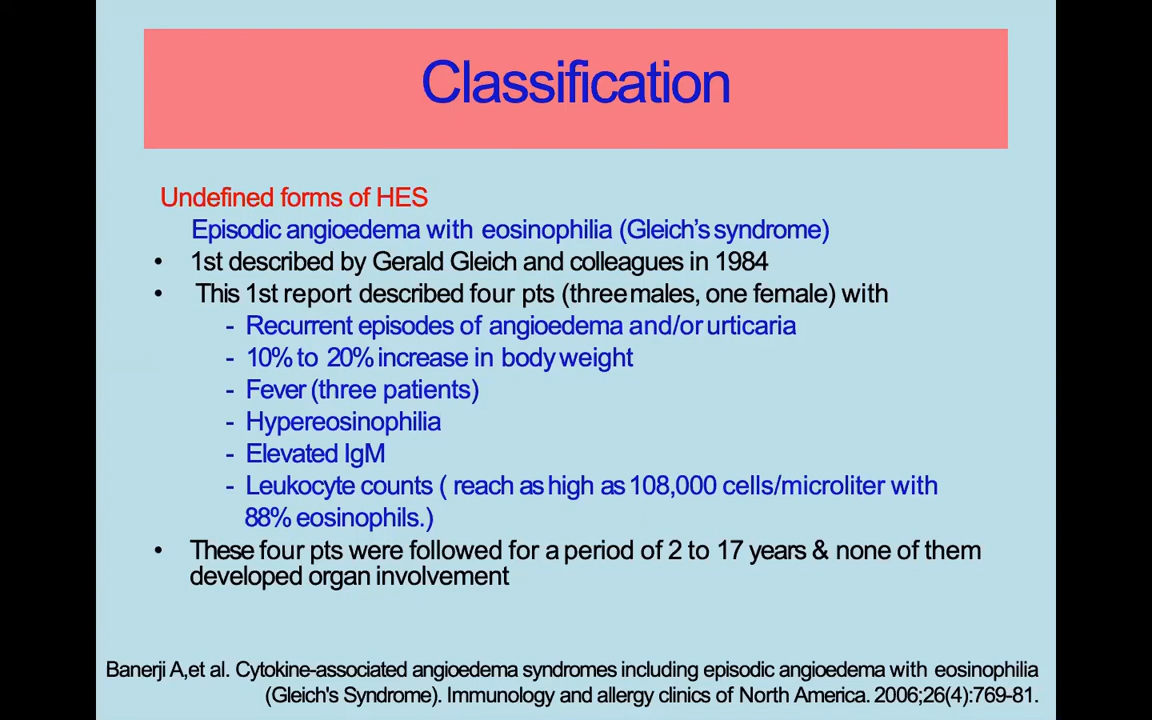 Classification
Undefined forms of HES
Episodic angioedema with eosinophilia (Gleich's syndrome)
• 1st described by Gerald Gleich and colleagues in 1984
• This 1st report described four pts (three males, one female) with
- Recurrent episodes of angioedema and/or urticaria
- 10% to 20% increase in body weight
- Fever (three patients)
- Hypereosinophilia
- Elevated IgM
- Leukocyte counts ( reach as high as 108,000 cells/microliter with
88% eosinophils.)
• These four pts were followed for a period of 2 to 17 years & none of them
developed organ involvement
Banerji A,et al. Cytokine-associated angioedema syndromes including episodic angioedema with eosinophilia
(Gleich's Syndrome). Immunology and allergy clinics of North America. 2006;26(4):769-81.